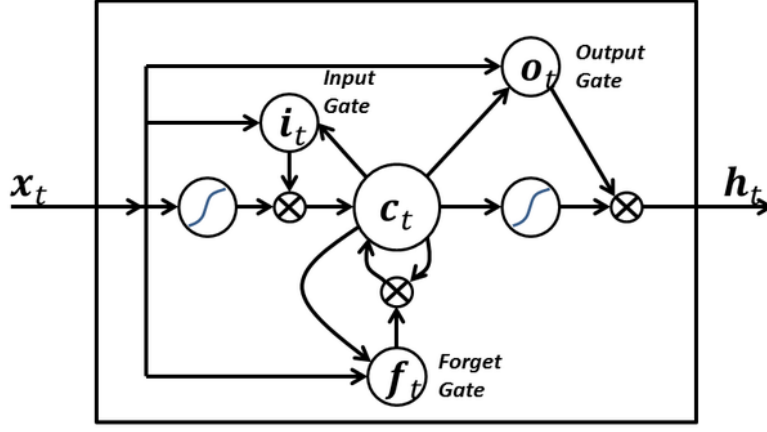 o_t
Output
Gate
Input
Gate
i_t
x_t
c_t
h_t
f_t
Forget
Gate